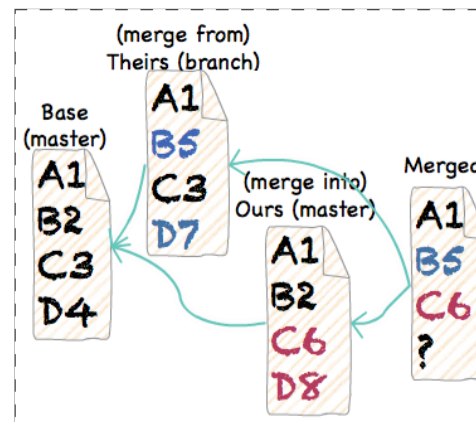 (merge from)
Theirs (branch)
A1
B5
C3
D7
Base
(master)
A1
B2
C3
D4
(merge into)
Ours (master)
A1
B2
C6
D8
Merged
A1
B5
C6
?